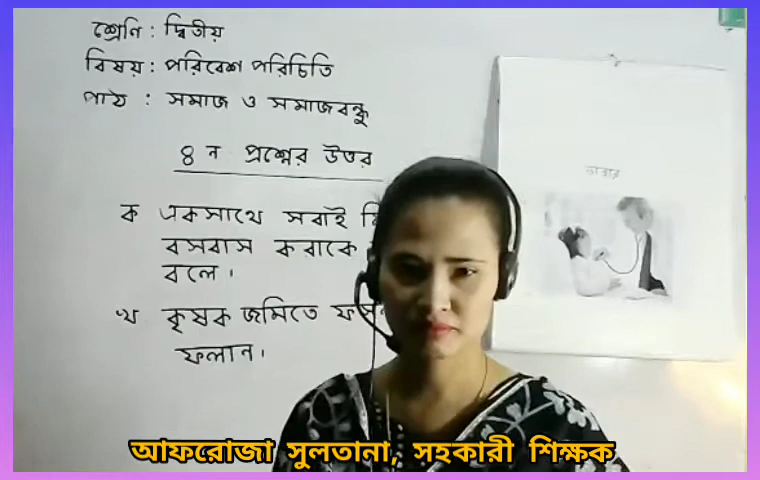 শ্রেণি : দ্বিতীয়
বিষয় : পরিবেশ পরিচিতি
পাঠ : সমাজ ও সমাজবন্ধু
৪ ন প্রশ্নের উত্তর
ক একসাথে সবাই মি
বসবাস করাকে
বলে।
খ কৃষক জমিতে ফস
ফলান।
ডাক্তার
আফরোজা সুলতানা, সহকারী শিক্ষক